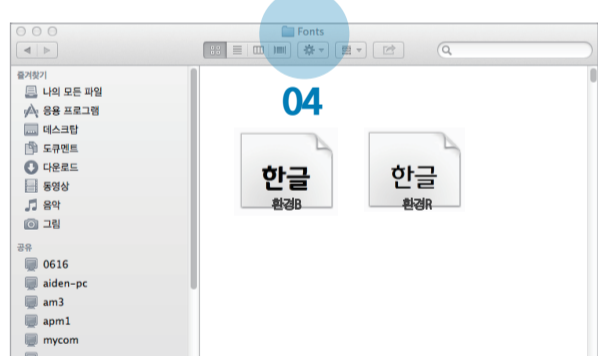 Fonts
즐겨찾기
나의 모든 파일
응용 프로그램
데스크탑
도큐멘트
다운로드
동영상
음악
그림
공유
0616
aiden-pc
am3
apm1
mycom
04
한글
환경B
한글
환경R